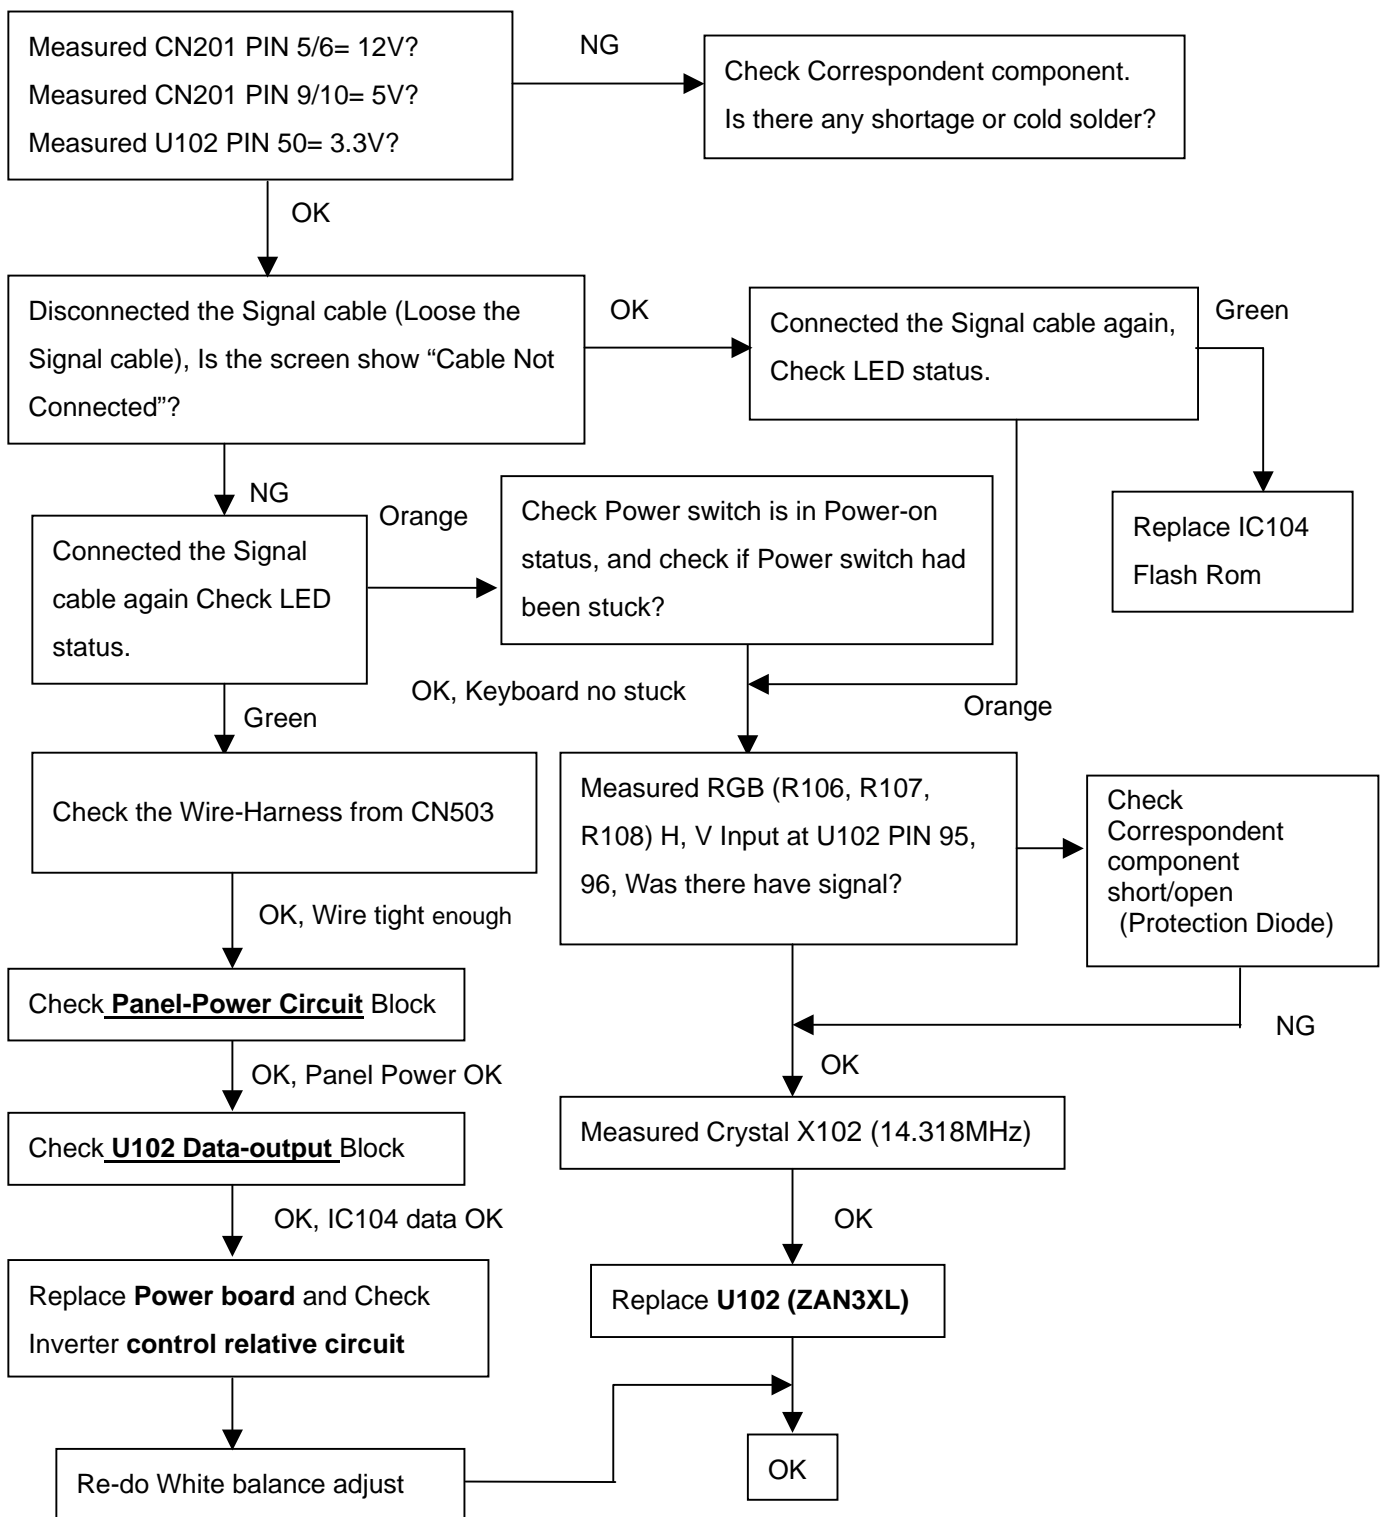 Measured CN201 PIN 5/6= 12V?
Measured CN201 PIN 9/10= 5V?
Measured U102 PIN 50= 3.3V?
NG
Check Correspondent component.
Is there any shortage or cold solder?
OK
Disconnected the Signal cable (Loose the
Signal cable), Is the screen show “Cable Not
Connected”?
OK
Connected the Signal cable again,
Check LED status.
Green
Replace IC104
Flash Rom
NG
Connected the Signal
cable again Check LED
status.
Orange
Check Power switch is in Power-on
status, and check if Power switch had
been stuck?
OK, Keyboard no stuck
Orange
Green
Check the Wire-Harness from CN503
Measured RGB (R106, R107,
R108) H, V Input at U102 PIN 95,
96, Was there have signal?
Check
Correspondent
component
short/open
(Protection Diode)
OK, Wire tight enough
NG
Check Panel-Power Circuit Block
OK
OK, Panel Power OK
Measured Crystal X102 (14.318MHz)
Check U102 Data-output Block
OK
OK, IC104 data OK
Replace Power board and Check
Inverter control relative circuit
Replace U102 (ZAN3XL)
Re-do White balance adjust
OK